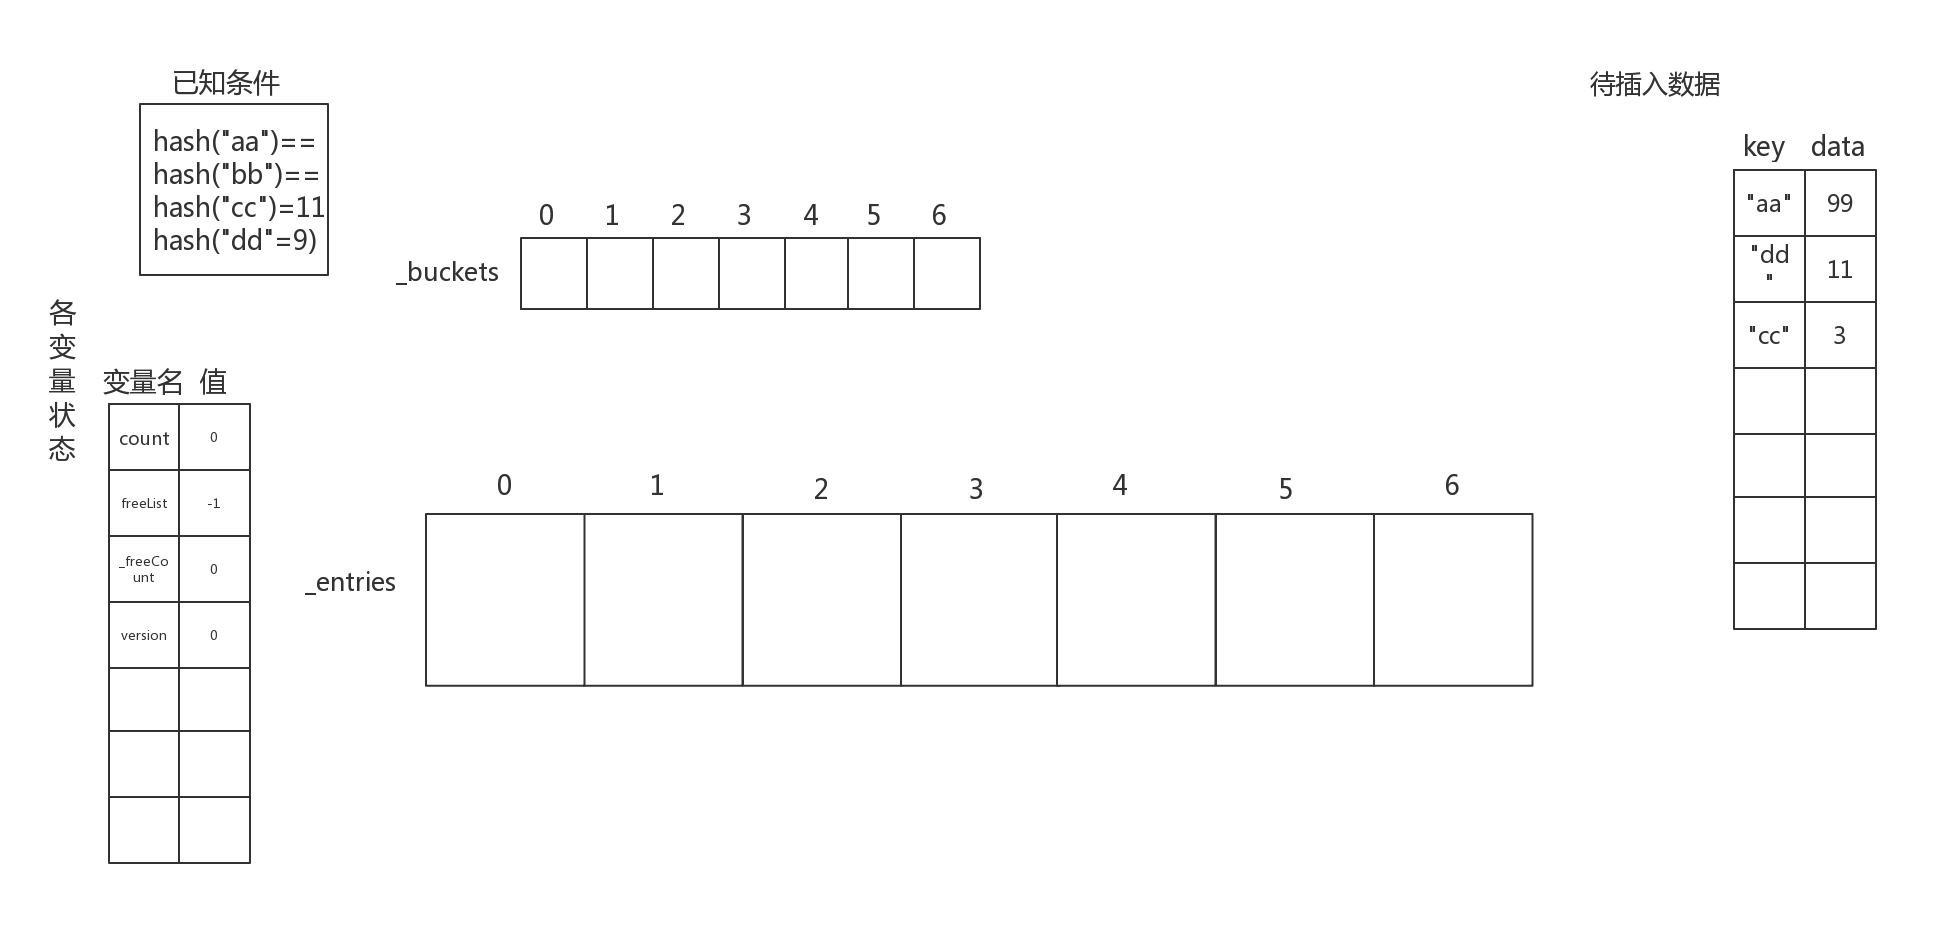 已知条件
hash("aa")==
hash("bb")==
hash("cc")=11
hash("dd"=9)
待插入数据
key data
"aa" 99
"dd
" 11
"cc" 3
0 1 2 3 4 5 6
_buckets
各变量状态
变量名 值
count 0
freeList -1
_freeCo
unt 0
version 0
0 1 2 3 4 5 6
_entries